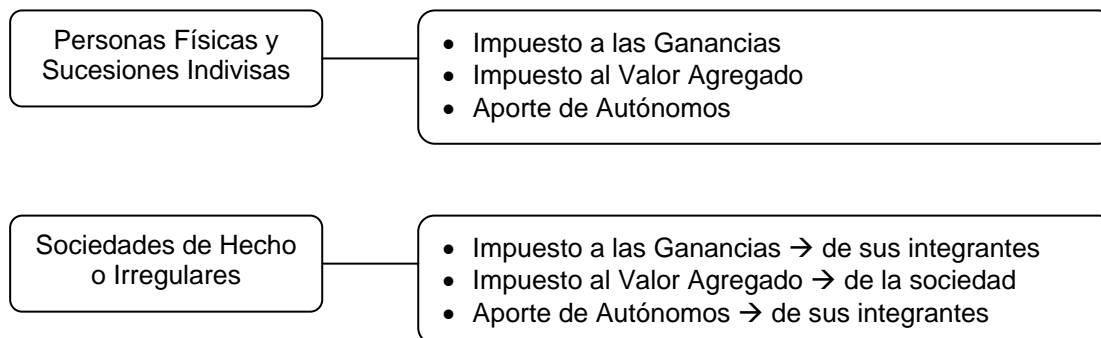 Personas Físicas y
Sucesiones Indivisas
• Impuesto a las Ganancias
• Impuesto al Valor Agregado
• Aporte de Autónomos
Sociedades de Hecho
o Irregulares
• Impuesto a las Ganancias → de sus integrantes
• Impuesto al Valor Agregado → de la sociedad
• Aporte de Autónomos → de sus integrantes